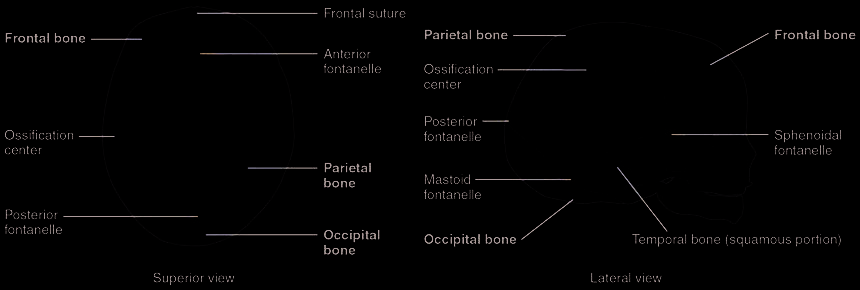 Frontal suture
Frontal bone
Anterior
fontanelle
Ossification
center
Parietal
bone
Posterior
fontanelle
Occipital
bone
Superior view
Parietal bone
Frontal bone
Ossification
center
Posterior
fontanelle
Sphenoidal
fontanelle
Mastoid
fontanelle
Occipital bone
Temporal bone (squamous portion)
Lateral view